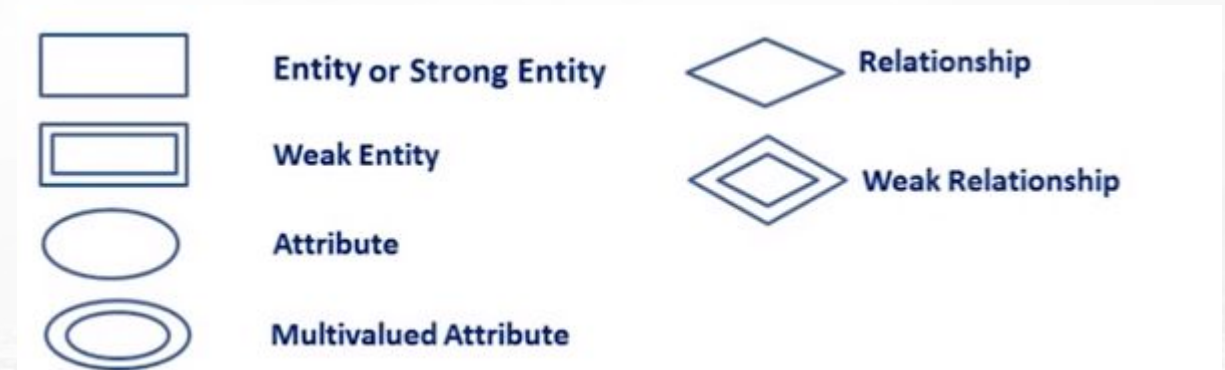 Entity or Strong Entity
Weak Entity
Attribute
Multivalued Attribute
Relationship
Weak Relationship